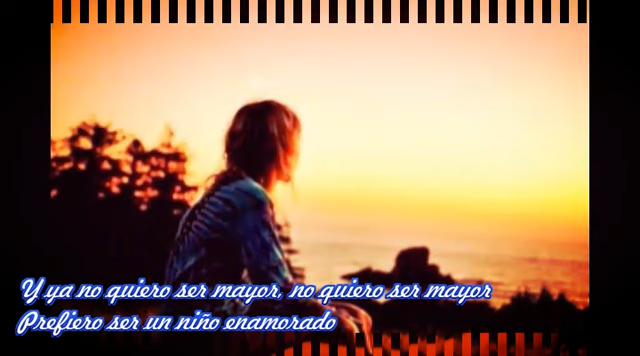 Y ya no quiero ser mayor, no quiero ser mayor
Prefiero ser un niño enamorado